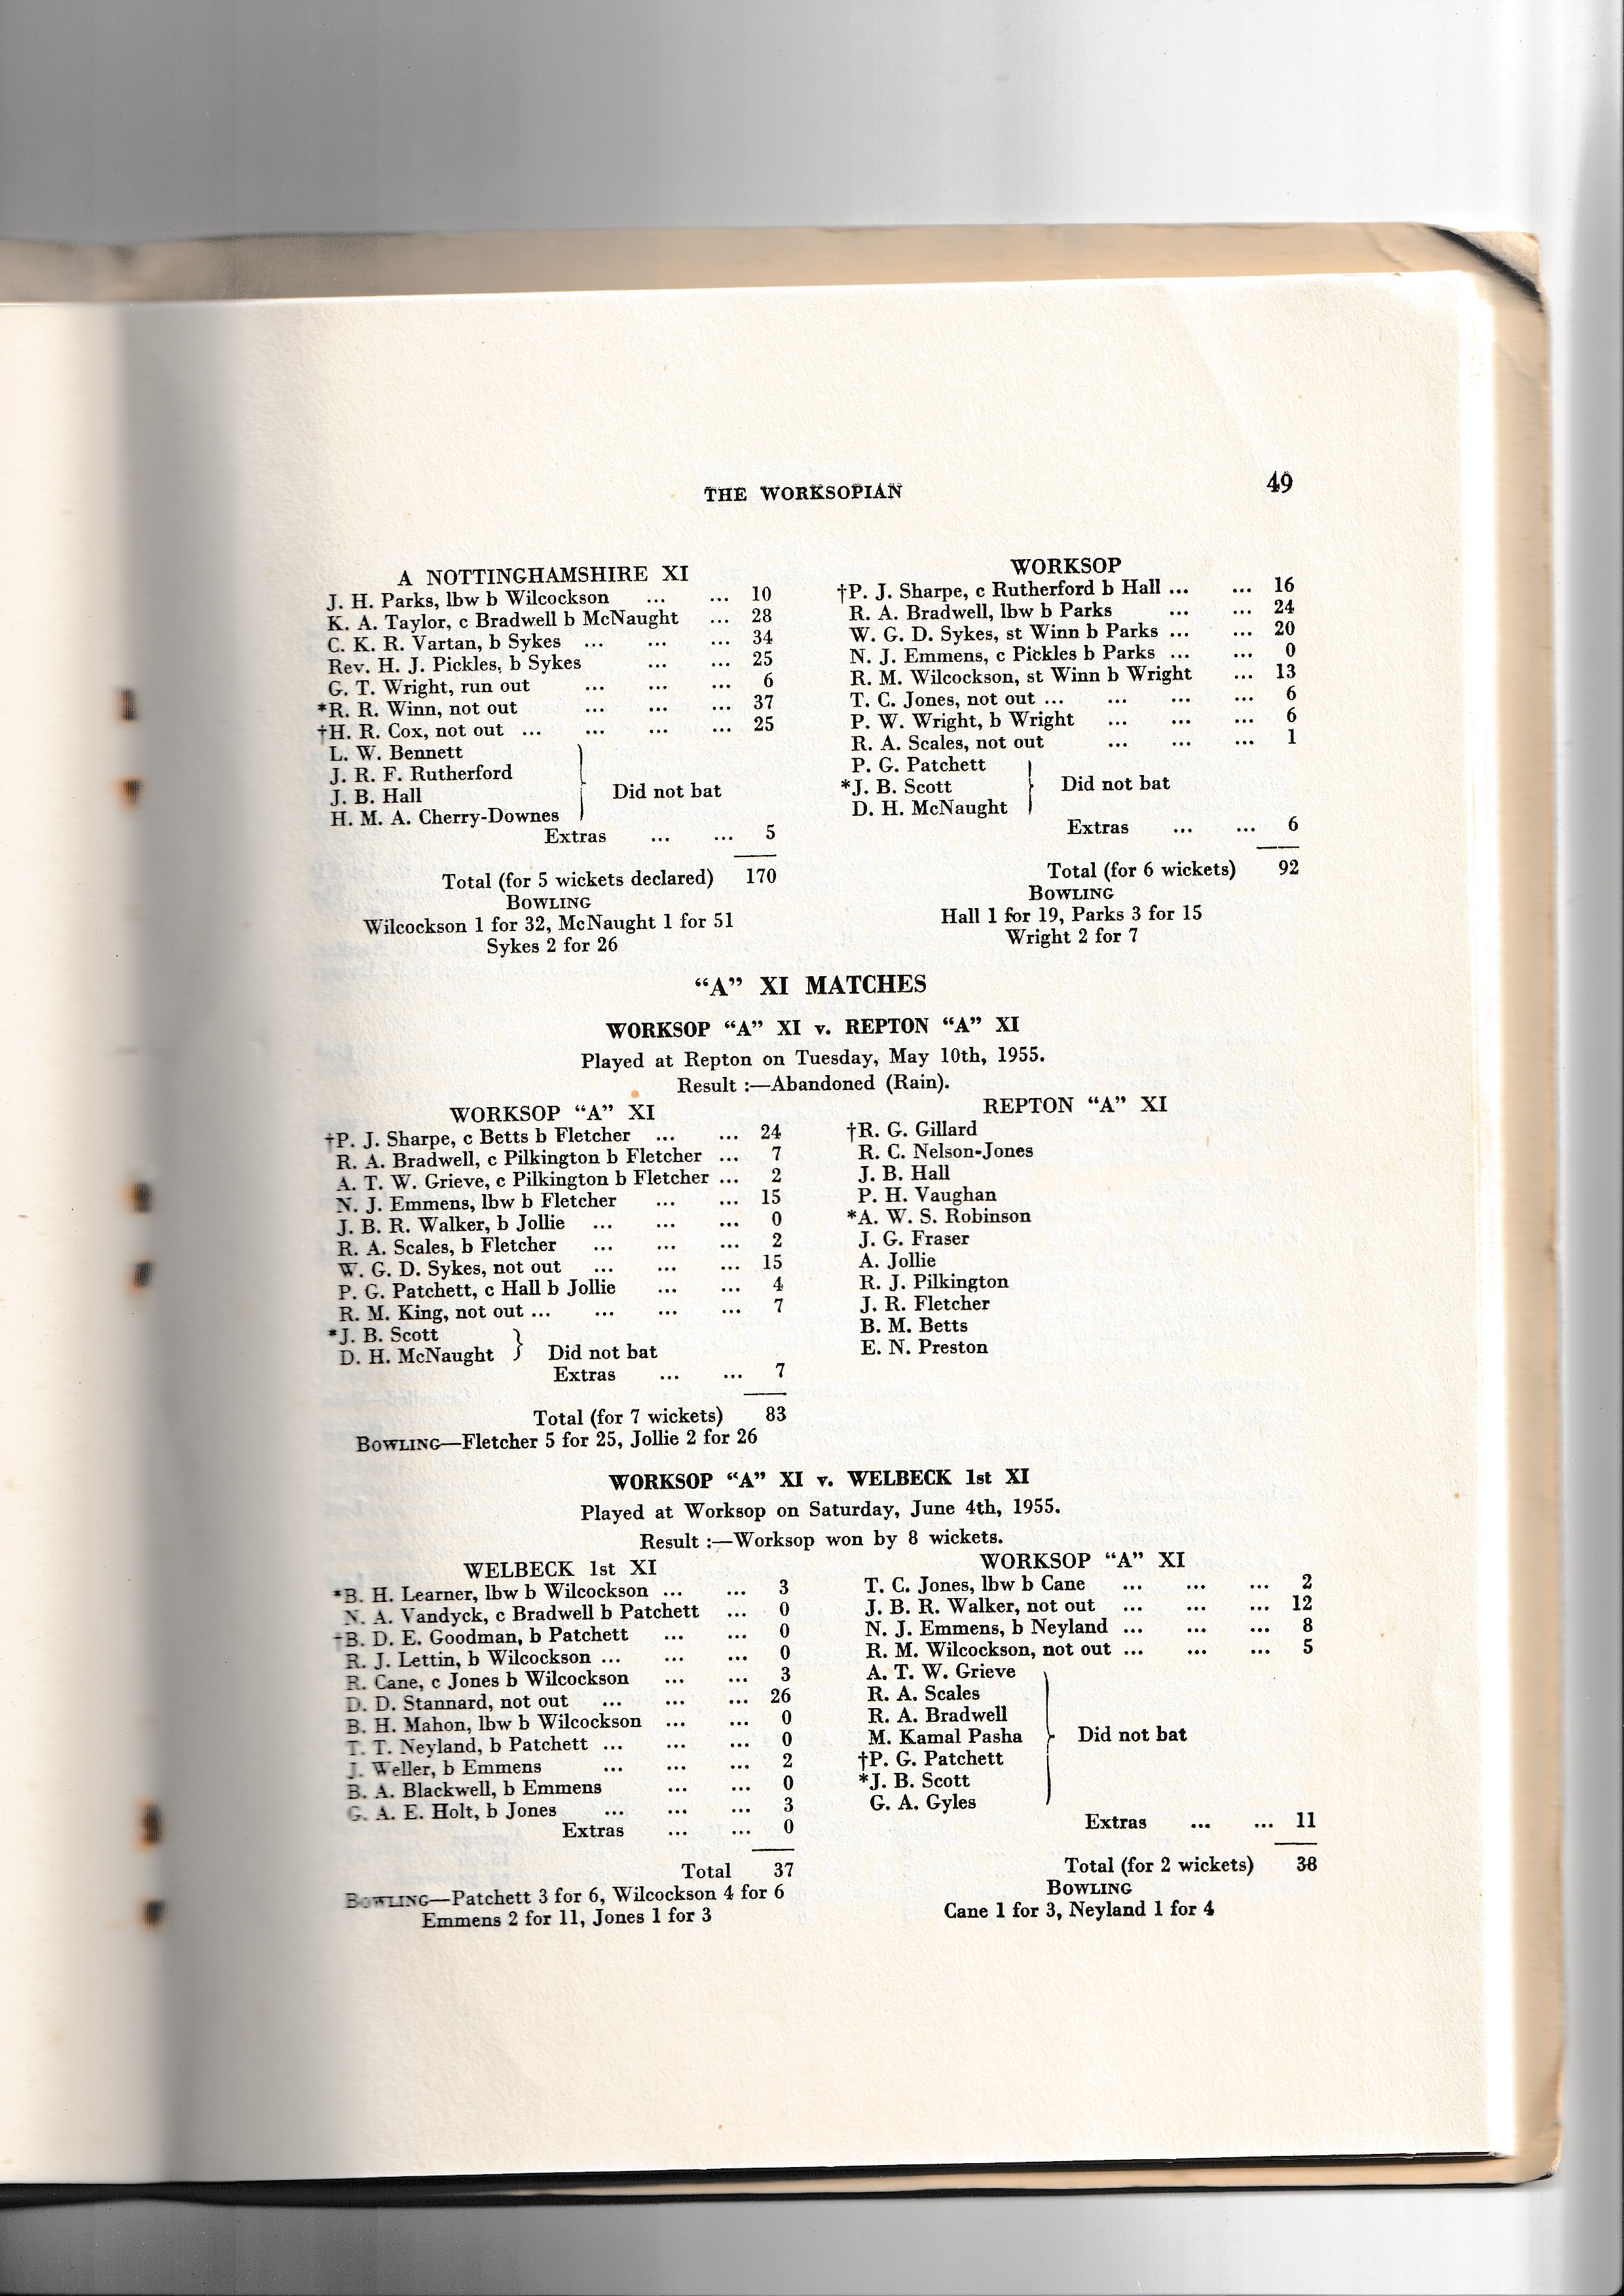 THE WORKSOPIAN
49
A NOTTINGHAMSHIRE XI
J. H. Parks, lbw b Wilcockson ... ... 10
K. A. Taylor, c Bradwell b McNaught ... 28
C. K. R. Vartan, b Sykes ... ... ... 34
Rev. H. J. Pickles, b Sykes ... ... 25
G. T. Wright, run out ... ... ... 6
*R. R. Winn, not out ... ... ... 37
†H. R. Cox, not out ... ... ... ... 25
L. W. Bennett
J. R. F. Rutherford
J. B. Hall
Did not bat
H. M. A. Cherry-Downes
Extras ... ... 5
Total (for 5 wickets declared) 170
BOWLING
Wilcockson 1 for 32, McNaught 1 for 51
Sykes 2 for 26
WORKSOP
†P. J. Sharpe, c Rutherford b Hall ... ... 16
R. A. Bradwell, lbw b Parks ... ... 24
W. G. D. Sykes, st Winn b Parks ... ... 20
N. J. Emmens, c Pickles b Parks ... ... 0
R. M. Wilcockson, st Winn b Wright ... 13
T. C. Jones, not out ... ... ... ... 6
P. W. Wright, b Wright ... ... ... 6
R. A. Scales, not out ... ... ... 1
P. G. Patchett
*J. B. Scott
Did not bat
D. H. McNaught
Extras ... ... 6
Total (for 6 wickets) 92
BOWLING
Hall 1 for 19, Parks 3 for 15
Wright 2 for 7
“A” XI MATCHES
WORKSOP “A” XI v. REPTON “A” XI
Played at Repton on Tuesday, May 10th, 1955.
Result :—Abandoned (Rain).
WORKSOP “A” XI
†P. J. Sharpe, c Betts b Fletcher ... ... 24
R. A. Bradwell, c Pilkington b Fletcher ... 7
A. T. W. Grieve, c Pilkington b Fletcher ... 2
N. J. Emmens, lbw b Fletcher ... ... 15
J. B. R. Walker, b Jollie ... ... ... 0
R. A. Scales, b Fletcher ... ... ... 2
W. G. D. Sykes, not out ... ... ... 15
P. G. Patchett, c Hall b Jollie ... ... 4
R. M. King, not out ... ... ... ... 7
*J. B. Scott
D. H. McNaught
Did not bat
Extras ... ... 7
Total (for 7 wickets) 83
BOWLING—Fletcher 5 for 25, Jollie 2 for 26
REPTON “A” XI
†R. G. Gillard
R. C. Nelson-Jones
J. B. Hall
P. H. Vaughan
*A. W. S. Robinson
J. G. Fraser
A. Jollie
R. J. Pilkington
J. R. Fletcher
B. M. Betts
E. N. Preston
WORKSOP “A” XI v. WELBECK 1st XI
Played at Worksop on Saturday, June 4th, 1955.
Result :—Worksop won by 8 wickets.
WELBECK 1st XI
*B. H. Learner, lbw b Wilcockson ... ... 3
N. A. Vandyck, c Bradwell b Patchett ... 0
†B. D. E. Goodman, b Patchett ... ... 0
R. J. Lettin, b Wilcockson ... ... ... 0
R. Cane, c Jones b Wilcockson ... ... 3
D. D. Stannard, not out ... ... ... 26
B. H. Mahon, lbw b Wilcockson ... ... 0
T. T. Neyland, b Patchett ... ... ... 0
J. Weller, b Emmens ... ... ... 2
B. A. Blackwell, b Emmens ... ... 0
G. A. E. Holt, b Jones ... ... ... 3
Extras ... ... 0
Total 37
BOWLING—Patchett 3 for 6, Wilcockson 4 for 6
Emmens 2 for 11, Jones 1 for 3
WORKSOP “A” XI
T. C. Jones, lbw b Cane ... ... ... 2
J. B. R. Walker, not out ... ... ... 12
N. J. Emmens, b Neyland ... ... ... 8
R. M. Wilcockson, not out ... ... ... 5
A. T. W. Grieve
R. A. Scales
R. A. Bradwell
M. Kamal Pasha
Did not bat
†P. G. Patchett
*J. B. Scott
G. A. Gyles
Extras ... ... 11
Total (for 2 wickets) 38
BOWLING
Cane 1 for 3, Neyland 1 for 4